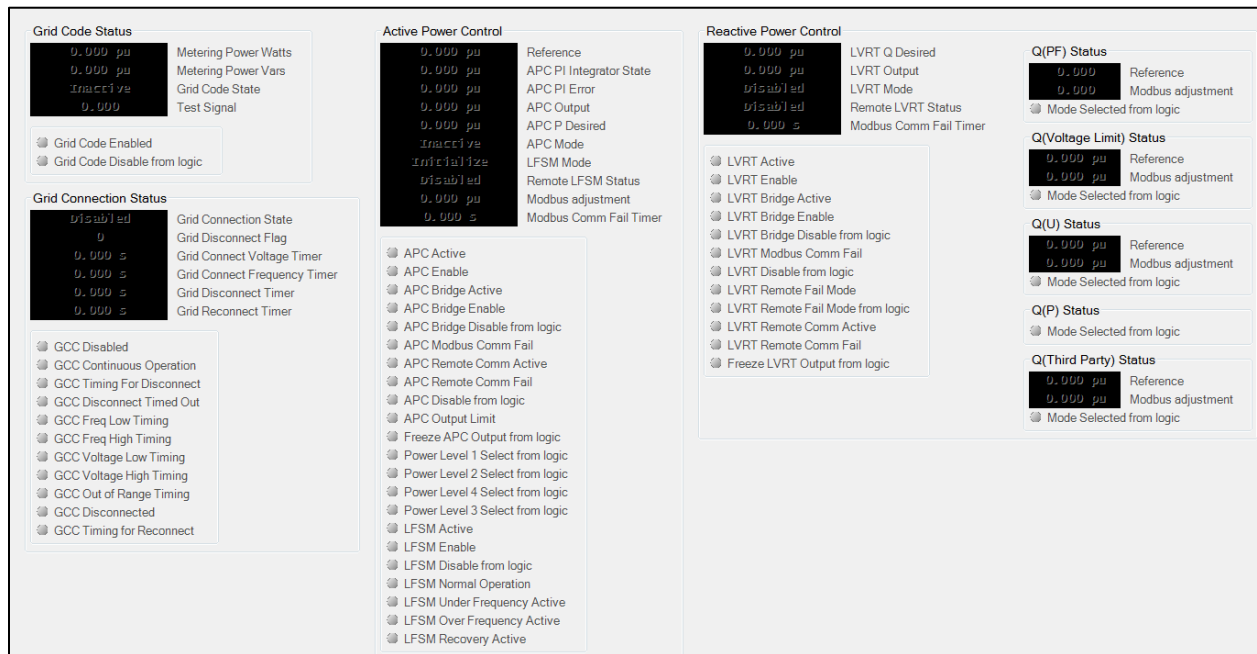 Grid Code Status
0.000 pu Metering Power Watts
0.000 pu Metering Power Vars
Inactive Grid Code State
0.000 Test Signal
Grid Code Enabled
Grid Code Disable from logic
Grid Connection Status
Disabled Grid Connection State
0 Grid Disconnect Flag
0.000 s Grid Connect Voltage Timer
0.000 s Grid Connect Frequency Timer
0.000 s Grid Disconnect Timer
0.000 s Grid Reconnect Timer
GCC Disabled
GCC Continuous Operation
GCC Timing For Disconnect
GCC Disconnect Timed Out
GCC Freq Low Timing
GCC Freq High Timing
GCC Voltage Low Timing
GCC Voltage High Timing
GCC Out of Range Timing
GCC Disconnected
GCC Timing for Reconnect
Active Power Control
0.000 pu Reference
0.000 pu APC PI Integrator State
0.000 pu APC PI Error
0.000 pu APC Output
0.000 pu APC P Desired
Inactive APC Mode
Initialize LFSM Mode
Disabled Remote LFSM Status
0.000 pu Modbus adjustment
0.000 s Modbus Comm Fail Timer
APC Active
APC Enable
APC Bridge Active
APC Bridge Enable
APC Bridge Disable from logic
APC Modbus Comm Fail
APC Remote Comm Active
APC Remote Comm Fail
APC Disable from logic
APC Output Limit
Freeze APC Output from logic
Power Level 1 Select from logic
Power Level 2 Select from logic
Power Level 4 Select from logic
Power Level 3 Select from logic
LFSM Active
LFSM Enable
LFSM Disable from logic
LFSM Normal Operation
LFSM Under Frequency Active
LFSM Over Frequency Active
LFSM Recovery Active
Reactive Power Control
0.000 pu LVRT Q Desired
0.000 pu LVRT Output
Disabled LVRT Mode
Disabled Remote LVRT Status
0.000 s Modbus Comm Fail Timer
LVRT Active
LVRT Enable
LVRT Bridge Active
LVRT Bridge Enable
LVRT Bridge Disable from logic
LVRT Modbus Comm Fail
LVRT Disable from logic
LVRT Remote Fail Mode
LVRT Remote Fail Mode from logic
LVRT Remote Comm Active
LVRT Remote Comm Fail
Freeze LVRT Output from logic
Q(PF) Status
0.000 Reference
0.000 Modbus adjustment
Mode Selected from logic
Q(Voltage Limit) Status
0.000 pu Reference
0.000 pu Modbus adjustment
Mode Selected from logic
Q(U) Status
0.000 pu Reference
0.000 pu Modbus adjustment
Mode Selected from logic
Q(P) Status
Mode Selected from logic
Q(Third Party) Status
0.000 pu Reference
0.000 pu Modbus adjustment
Mode Selected from logic